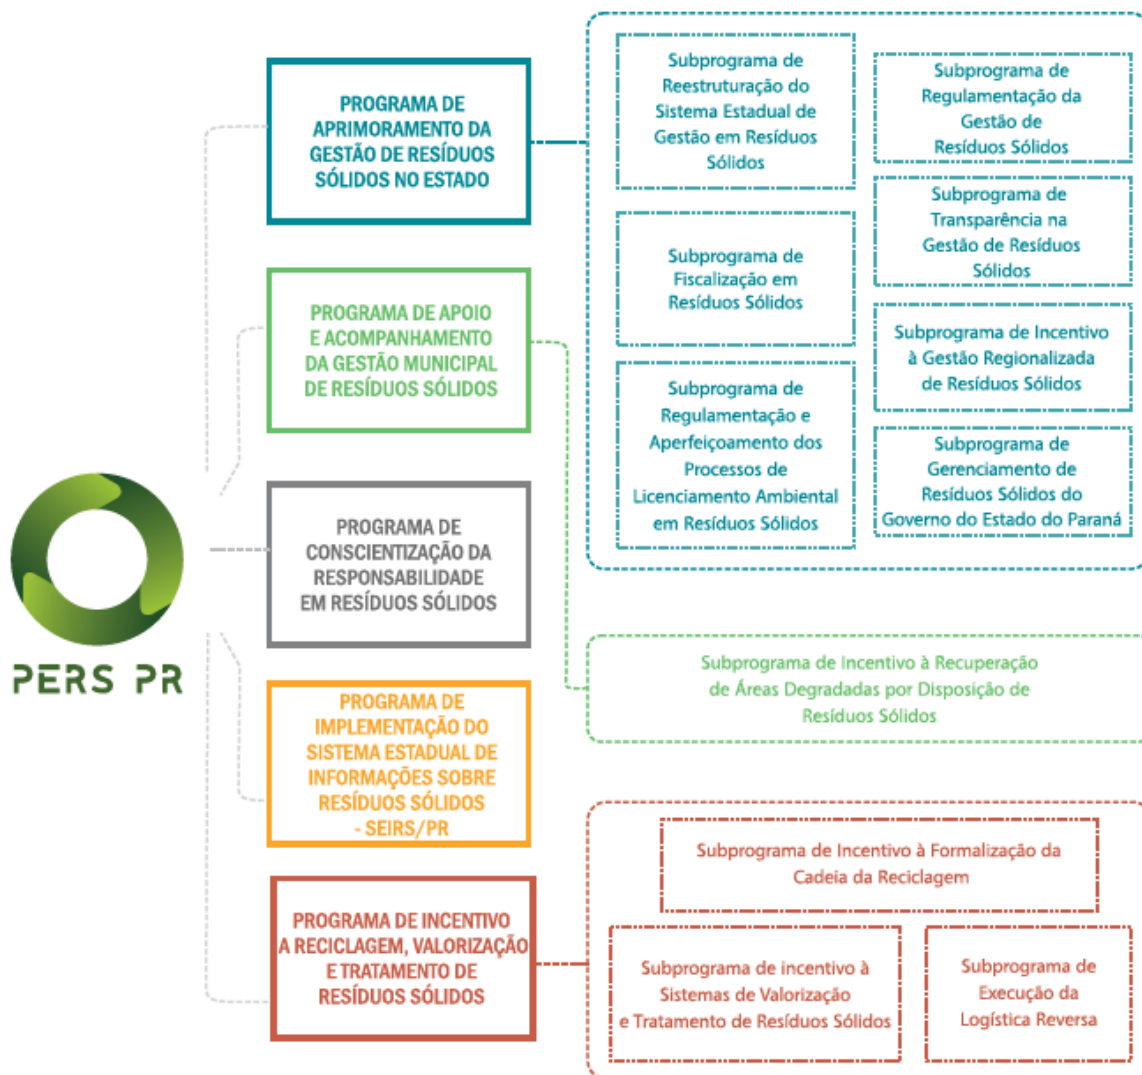 PERS PR
PROGRAMA DE
APRIMORAMENTO DA
GESTÃO DE RESÍDUOS
SÓLIDOS NO ESTADO
Subprograma de
Reestruturação do
Sistema Estadual de
Gestão em Resíduos
Sólidos
Subprograma de
Regulamentação da
Gestão de
Resíduos Sólidos
Subprograma de
Fiscalização em
Resíduos Sólidos
Subprograma de
Transparência na
Gestão de Resíduos
Sólidos
Subprograma de
Regulamentação e
Aperfeiçoamento dos
Processos de
Licenciamento Ambiental
em Resíduos Sólidos
Subprograma de Incentivo
à Gestão Regionalizada
de Resíduos Sólidos
Subprograma de
Gerenciamento de
Resíduos Sólidos do
Governo do Estado do Paraná
PROGRAMA DE APOIO
E ACOMPANHAMENTO
DA GESTÃO MUNICIPAL
DE RESÍDUOS SÓLIDOS
Subprograma de Incentivo à Recuperação
de Áreas Degradadas por Disposição de
Resíduos Sólidos
PROGRAMA DE
CONSCIENTIZAÇÃO DA
RESPONSABILIDADE
EM RESÍDUOS SÓLIDOS
PROGRAMA DE
IMPLEMENTAÇÃO DO
SISTEMA ESTADUAL DE
INFORMAÇÕES SOBRE
RESÍDUOS SÓLIDOS
- SEIRS/PR
PROGRAMA DE INCENTIVO
A RECICLAGEM, VALORIZAÇÃO
E TRATAMENTO DE
RESÍDUOS SÓLIDOS
Subprograma de Incentivo à Formalização da
Cadeia da Reciclagem
Subprograma de incentivo à
Sistemas de Valorização
e Tratamento de Resíduos Sólidos
Subprograma de
Execução da
Logística Reversa